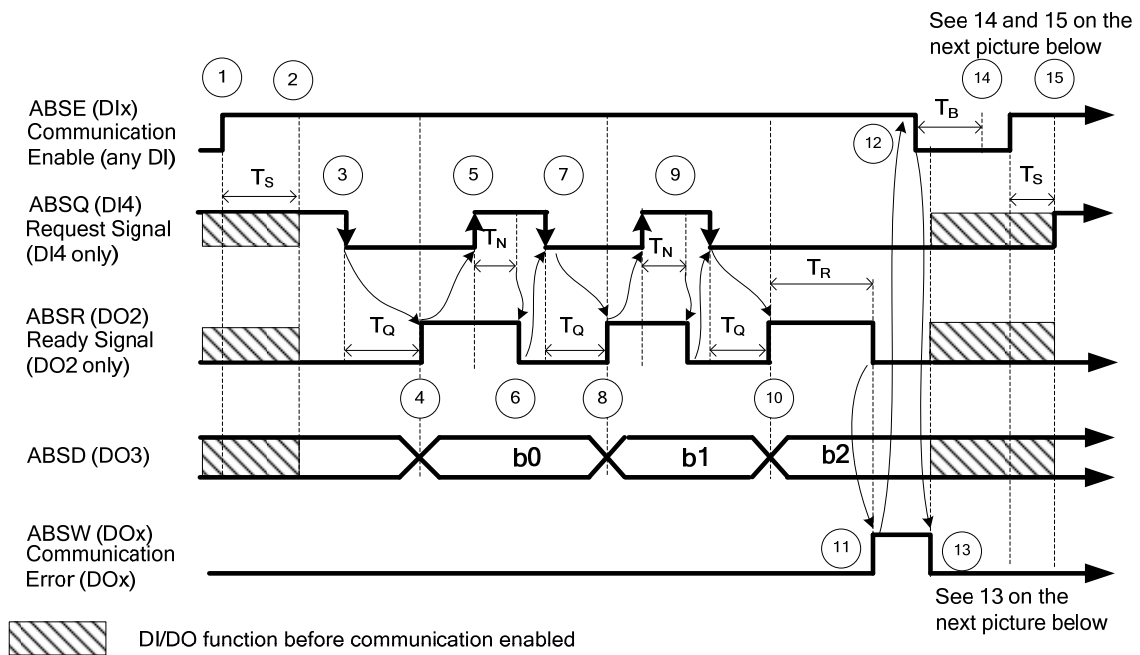 See 14 and 15 on the
next picture below
1
2
14
15
ABSE (DIx)
Communication
Enable (any DI)
TB
12
TS
3
5
7
9
TS
ABSQ (DI4)
Request Signal
(DI4 only)
TN
TN
TR
ABSR (DO2)
Ready Signal
(DO2 only)
TQ
TQ
TQ
4
6
8
10
ABSD (DO3)
b0
b1
b2
ABSW (DOx)
Communication
Error (DOx)
11
13
See 13 on the
next picture below
DI/DO function before communication enabled